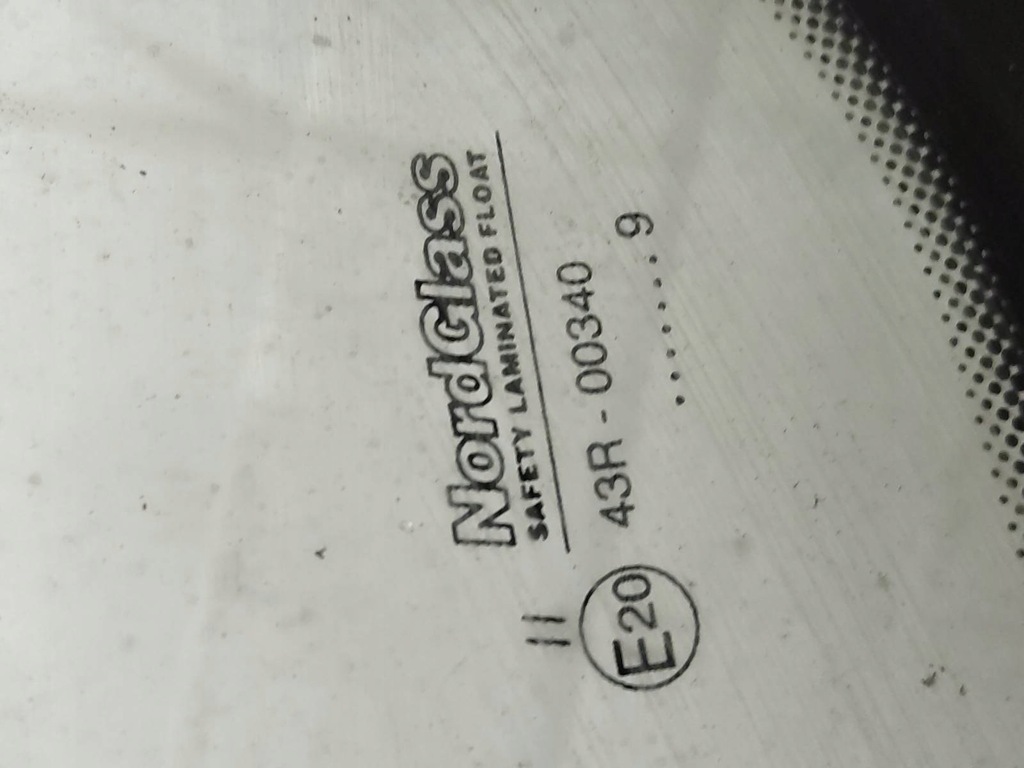 NordGlass
SAFETY LAMINATED FLOAT
II
E20 43R - 00340
. . . . . . . 9